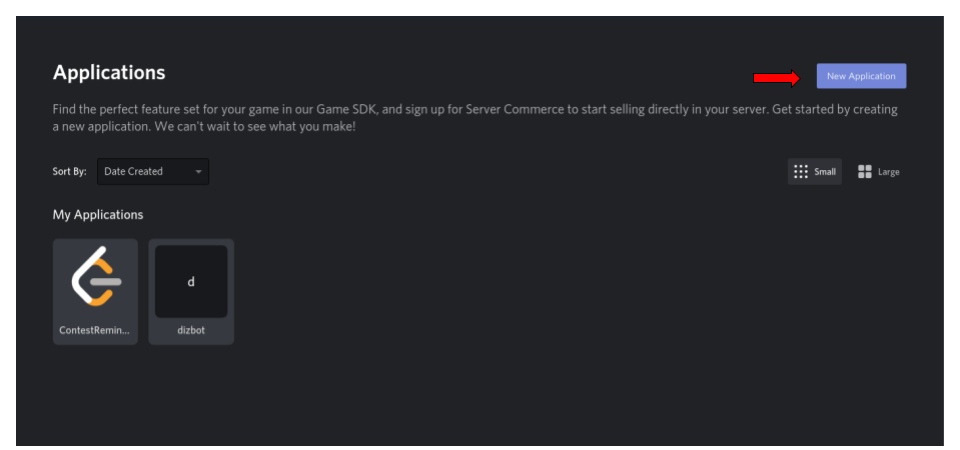 Applications
New Application
Find the perfect feature set for your game in our Game SDK, and sign up for Server Commerce to start selling directly in your server. Get started by creating
a new application. We can't wait to see what you make!
Sort By: Date Created
Small Large
My Applications
d
ContestRemin... dizbot